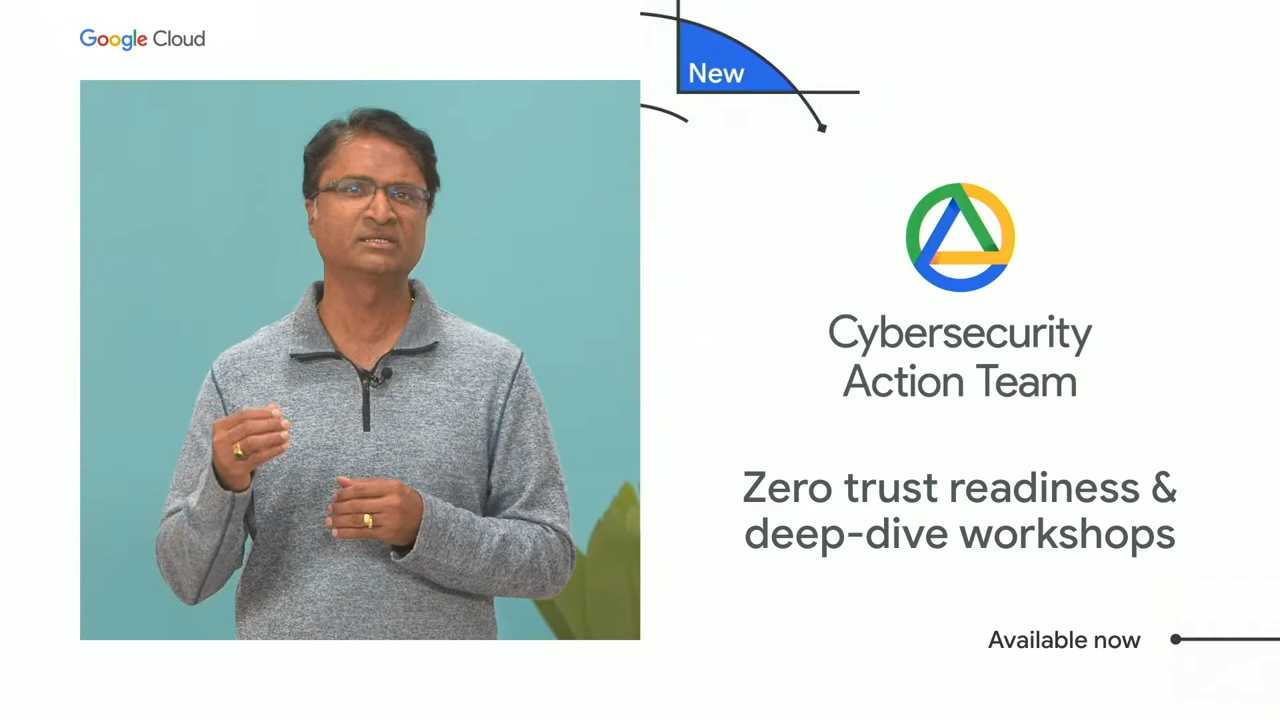 Google Cloud
New
Cybersecurity
Action Team
Zero trust readiness &
deep-dive workshops
Available now